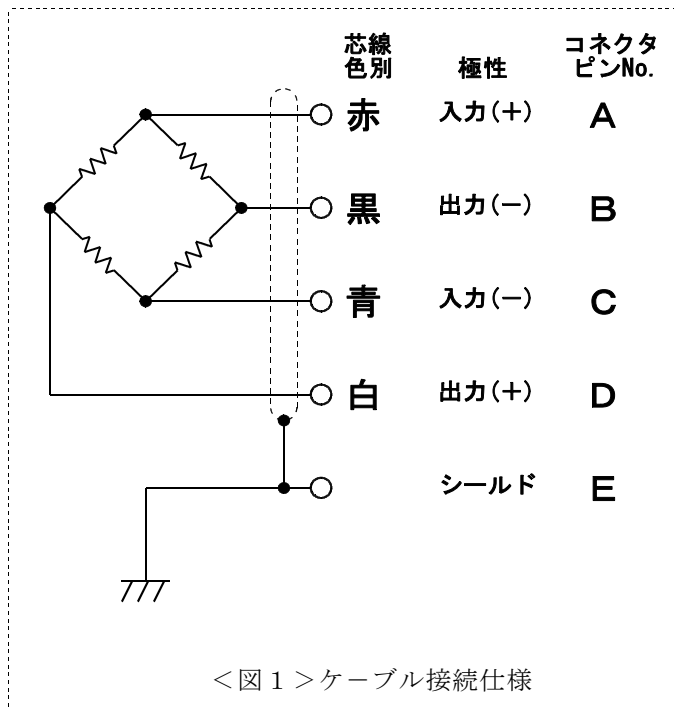 芯線
色別
極性
コネクタ
ピンNo.
赤 入力(+) A
黒 出力(−) B
青 入力(−) C
白 出力(+) D
シールド E
＜図１＞ケーブル接続仕様